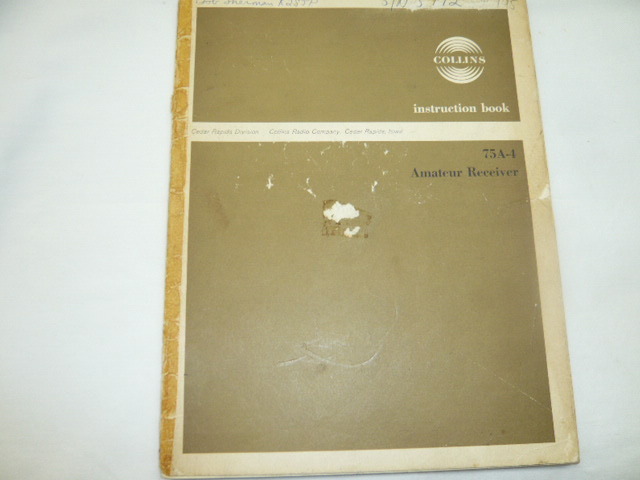 COLLINS
instruction book
Cedar Rapids Division Collins Radio Company, Cedar Rapids, Iowa
75A-4
Amateur Receiver